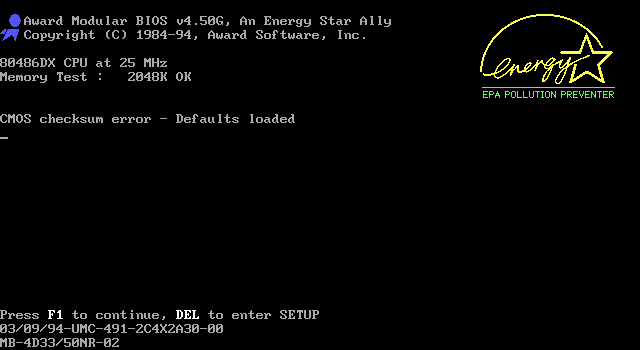 Award Modular BIOS v4.50G, An Energy Star Ally
Copyright (C) 1984-94, Award Software, Inc.
energy
EPA POLLUTION PREVENTER
80486DX CPU at 25 MHz
Memory Test :   2048K OK
CMOS checksum error - Defaults loaded
Press F1 to continue, DEL to enter SETUP
03/09/94-UMC-491-2C4X2A30-00
MB-4D33/50NR-02